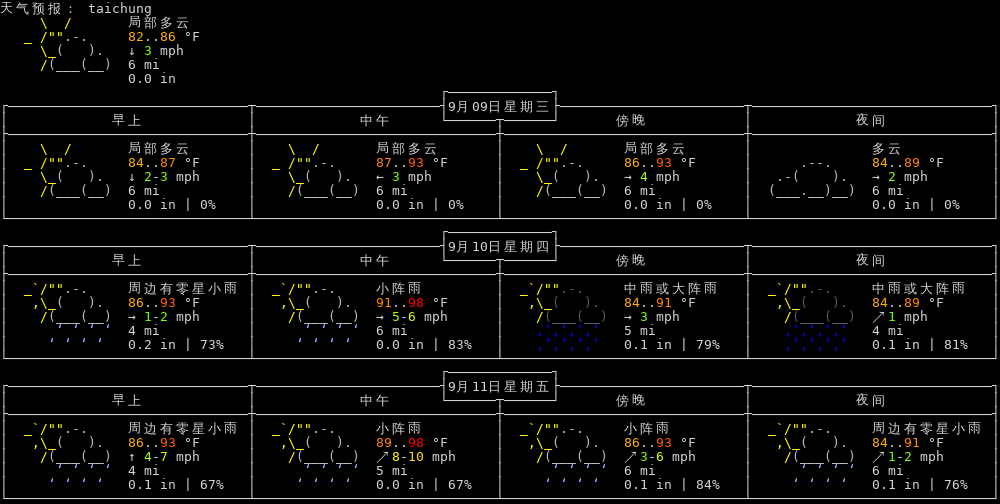 天气预报： taichung
局部多云
82..86 °F
↓ 3 mph
6 mi
0.0 in
9月09日星期三
早上 中午 傍晚 夜间
局部多云 局部多云 局部多云 多云
84..87 °F 87..93 °F 86..93 °F 84..89 °F
↓ 2-3 mph ← 3 mph → 4 mph → 2 mph
6 mi 6 mi 6 mi 6 mi
0.0 in | 0% 0.0 in | 0% 0.0 in | 0% 0.0 in | 0%
9月10日星期四
早上 中午 傍晚 夜间
周边有零星小雨 小阵雨 中雨或大阵雨 中雨或大阵雨
86..93 °F 91..98 °F 84..91 °F 84..89 °F
→ 1-2 mph → 5-6 mph → 3 mph ↗ 1 mph
4 mi 6 mi 5 mi 4 mi
0.2 in | 73% 0.0 in | 83% 0.1 in | 79% 0.1 in | 81%
9月11日星期五
早上 中午 傍晚 夜间
周边有零星小雨 小阵雨 小阵雨 周边有零星小雨
86..93 °F 89..98 °F 86..93 °F 84..91 °F
↑ 4-7 mph ↗ 8-10 mph ↗ 3-6 mph ↗ 1-2 mph
4 mi 5 mi 6 mi 6 mi
0.1 in | 67% 0.0 in | 67% 0.1 in | 84% 0.1 in | 76%